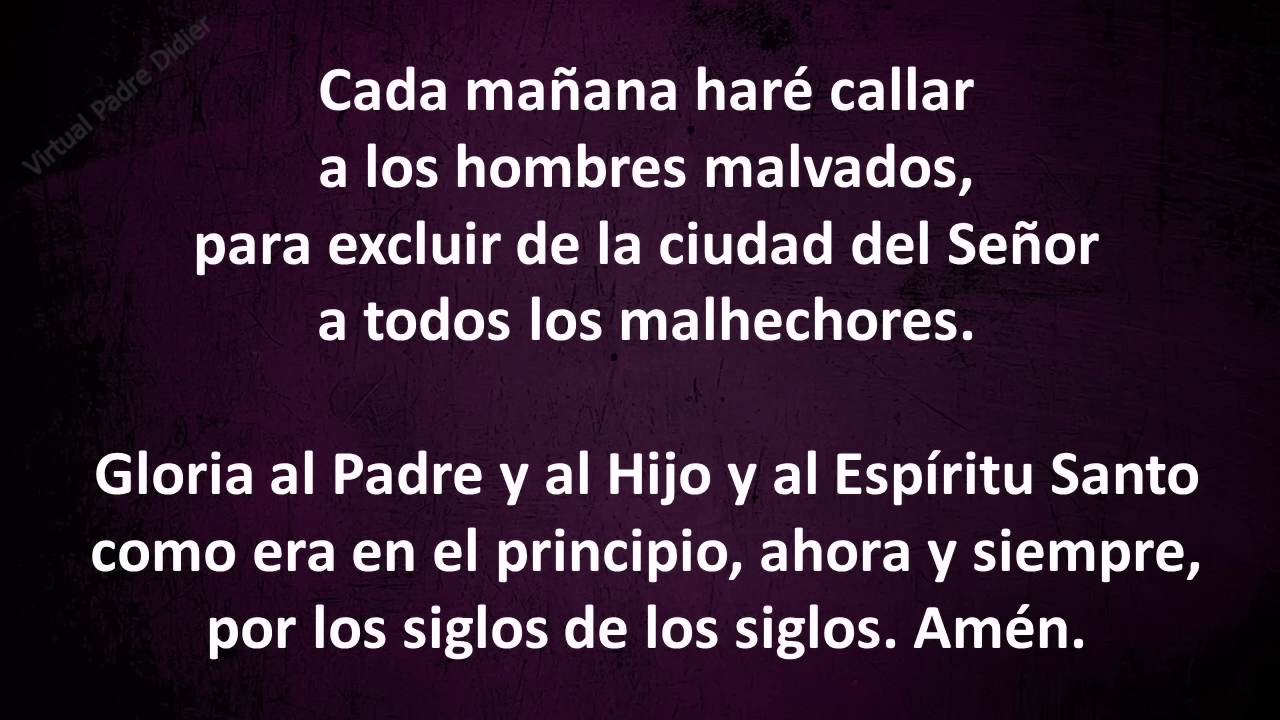 Virtual Padre Didier
Cada mañana haré callar
a los hombres malvados,
para excluir de la ciudad del Señor
a todos los malhechores.
Gloria al Padre y al Hijo y al Espíritu Santo
como era en el principio, ahora y siempre,
por los siglos de los siglos. Amén.